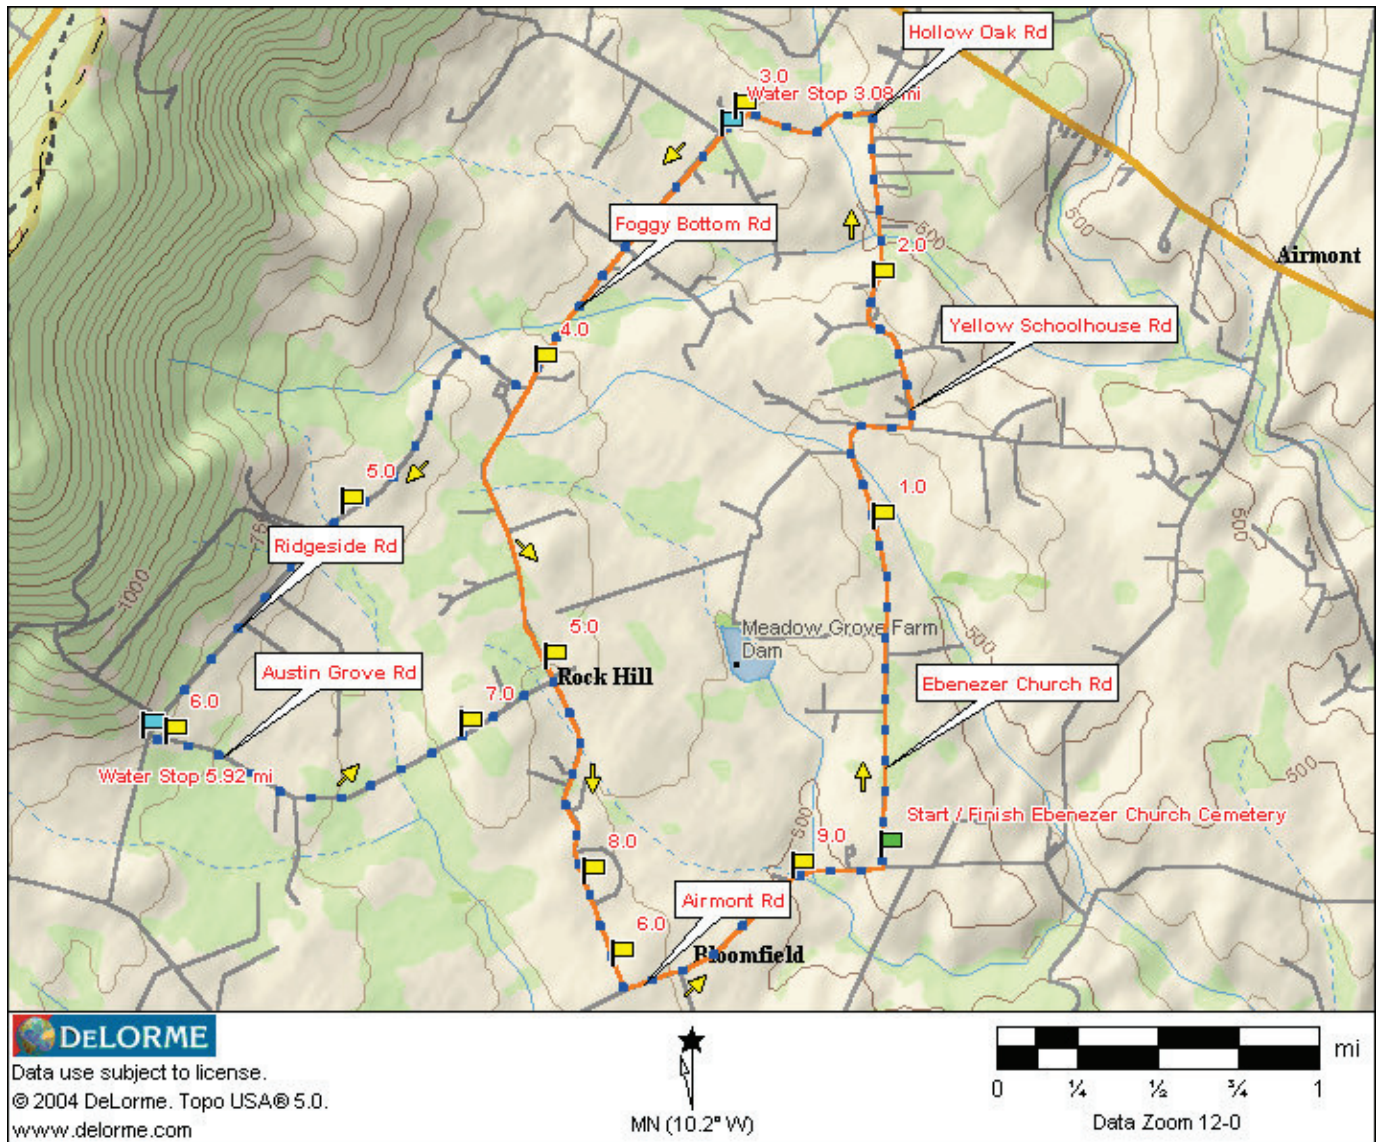 Hollow Oak Rd
3.0
Water Stop 3.08 mi
Foggy Bottom Rd
500
500
2.0
Airmont
Yellow Schoolhouse Rd
4.0
5.0
1.0
750
Ridgeside Rd
500
1000
5.0
Meadow Grove Farm
Dam
500
Austin Grove Rd
Rock Hill
Ebenezer Church Rd
6.0
7.0
Water Stop 5.92 mi
500
Start / Finish Ebenezer Church Cemetery
500
8.0
9.0
Airmont Rd
6.0
Bloomfield
DELORME
Data use subject to license.
© 2004 DeLorme. Topo USA® 5.0.
www.delorme.com
MN (10.2° W)
mi
0 ¼ ½ ¾ 1
Data Zoom 12-0